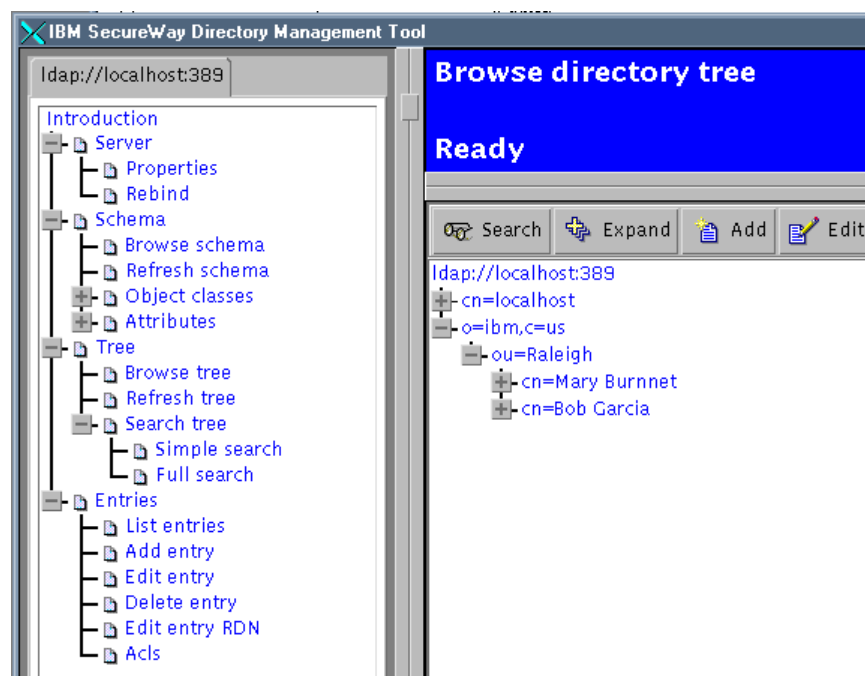 IBM SecureWay Directory Management Tool
ldap://localhost:389
Introduction
Server
Properties
Rebind
Schema
Browse schema
Refresh schema
Object classes
Attributes
Tree
Browse tree
Refresh tree
Search tree
Simple search
Full search
Entries
List entries
Add entry
Edit entry
Delete entry
Edit entry RDN
Acls
Browse directory tree
Ready
Search Expand Add Edit
ldap://localhost:389
cn=localhost
o=ibm,c=us
ou=Raleigh
cn=Mary Burnnet
cn=Bob Garcia